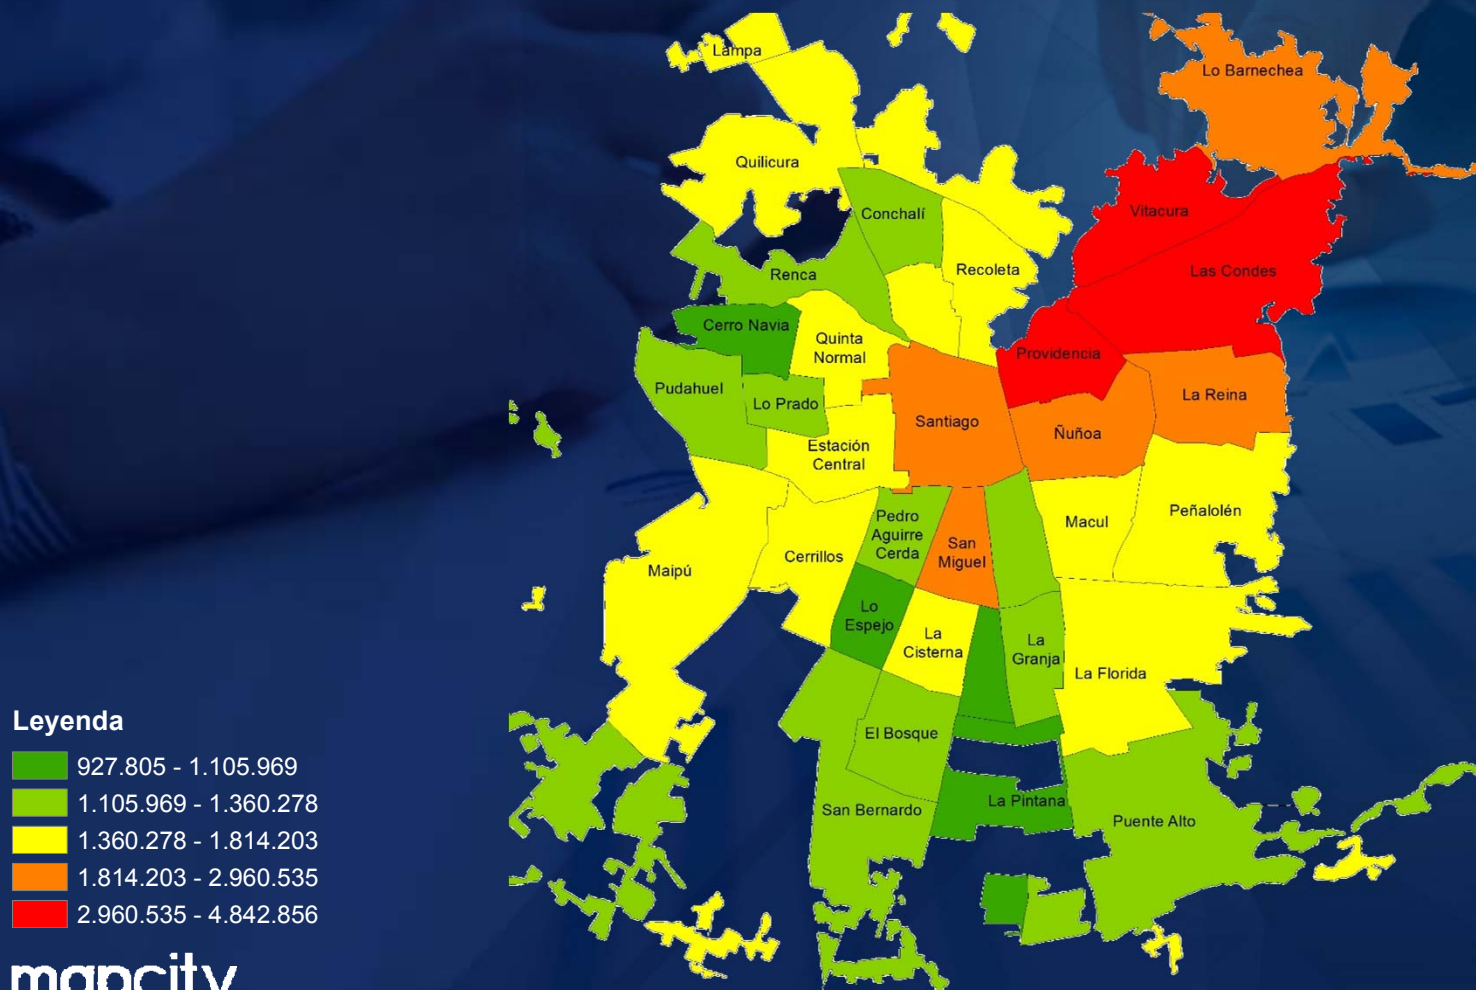 Lampa
Lo Barnechea
Quilicura
Conchalí
Vitacura
Recoleta
Las Condes
Renca
Cerro Navia
Quinta
Normal
Providencia
Pudahuel
Lo Prado
La Reina
Santiago
Ñuñoa
Estación
Central
Pedro
Aguirre
Cerda
Macul
Peñalolén
San
Miguel
Cerrillos
Maipú
Lo
Espejo
La
Cisterna
La
Granja
La Florida
El Bosque
San Bernardo
La Pintana
Puente Alto
Leyenda
927.805 - 1.105.969
1.105.969 - 1.360.278
1.360.278 - 1.814.203
1.814.203 - 2.960.535
2.960.535 - 4.842.856
mapcity